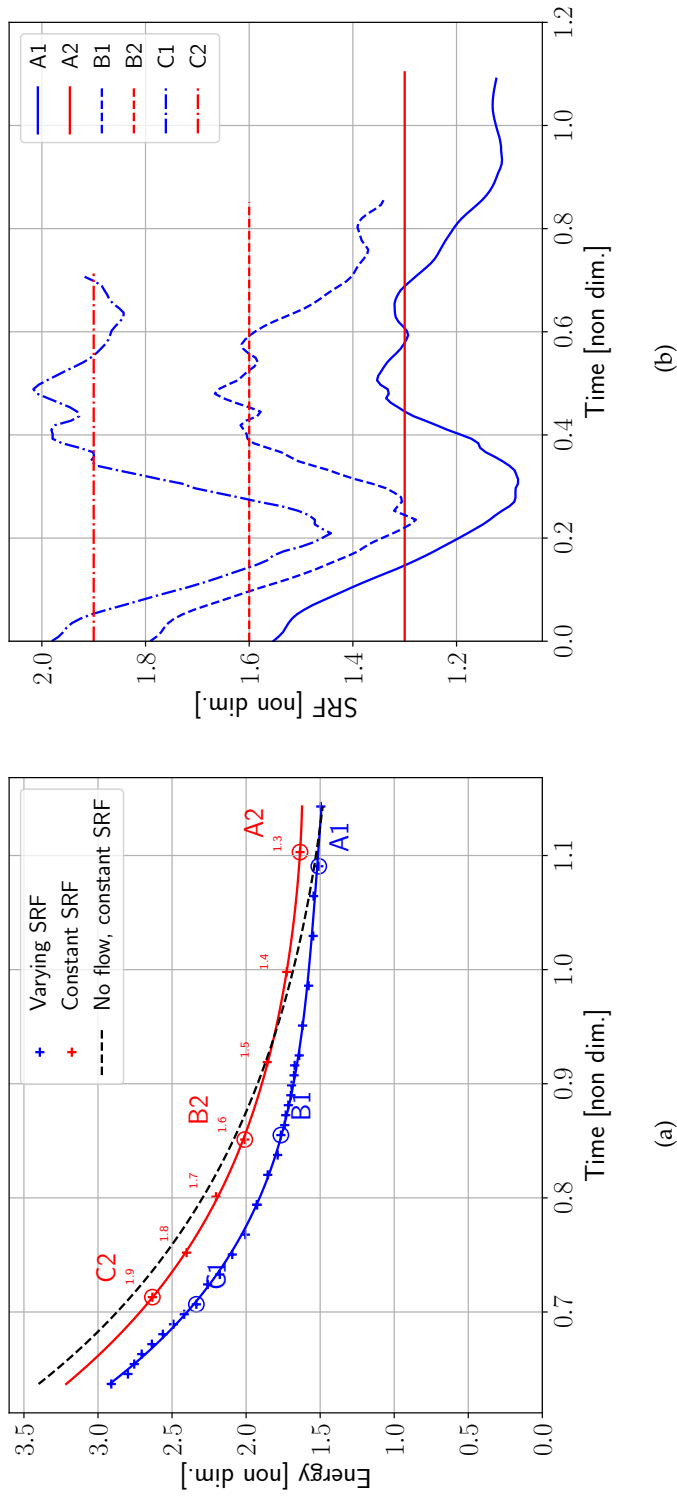 3.5
3.0
2.5
2.0
1.5
1.0
0.5
0.0
Energy [non dim.]
0.7
0.8
0.9
1.0
1.1
Time [non dim.]
Varying SRF
Constant SRF
No flow, constant SRF
C2
B2
A2
C1
B1
A1
1.9
1.8
1.7
1.6
1.5
1.4
1.3
(a)
2.0
1.8
1.6
1.4
1.2
SRF [non dim.]
0.0
0.2
0.4
0.6
0.8
1.0
1.2
Time [non dim.]
A1
A2
B1
B2
C1
C2
(b)